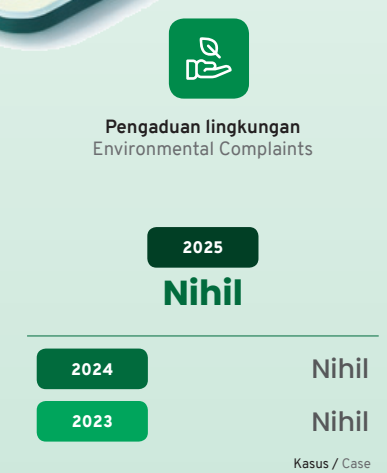 Pengaduan lingkungan
Environmental Complaints
2025
Nihil
2024 Nihil
2023 Nihil
Kasus / Case